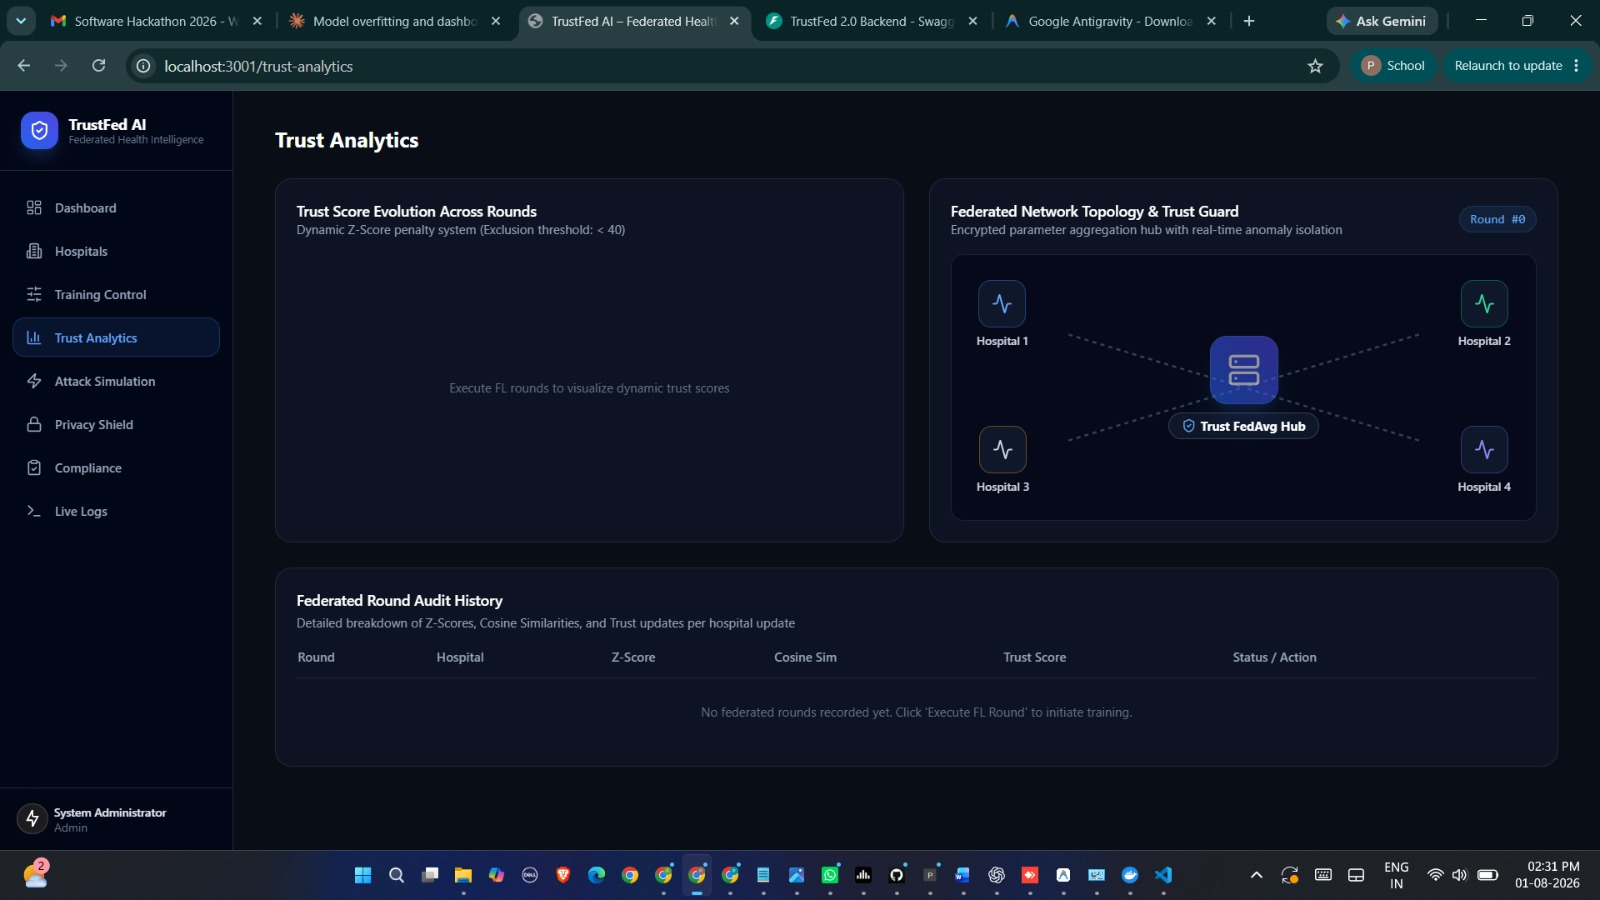 Software Hackathon 2026 - W
Model overfitting and dashbo
TrustFed AI – Federated Healt
TrustFed 2.0 Backend - Swagg
Google Antigravity - Downloa
Ask Gemini
localhost:3001/trust-analytics
P School
Relaunch to update
TrustFed AI
Federated Health Intelligence
Dashboard
Hospitals
Training Control
Trust Analytics
Attack Simulation
Privacy Shield
Compliance
Live Logs
System Administrator
Admin
Trust Analytics
Trust Score Evolution Across Rounds
Dynamic Z-Score penalty system (Exclusion threshold: < 40)
Execute FL rounds to visualize dynamic trust scores
Federated Network Topology & Trust Guard
Encrypted parameter aggregation hub with real-time anomaly isolation
Round #0
Hospital 1
Hospital 2
Trust FedAvg Hub
Hospital 3
Hospital 4
Federated Round Audit History
Detailed breakdown of Z-Scores, Cosine Similarities, and Trust updates per hospital update
Round Hospital Z-Score Cosine Sim Trust Score Status / Action
No federated rounds recorded yet. Click 'Execute FL Round' to initiate training.
2
DELL
ENG
IN
02:31 PM
01-08-2026